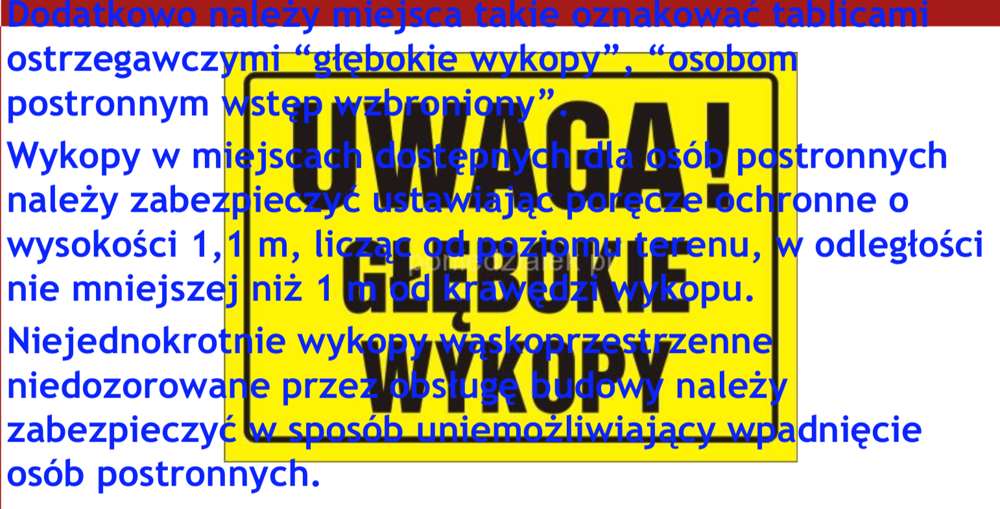 Dodatkowo należy miejsca takie oznakować tablicami
ostrzegawczymi “głębokie wykopy”, “osobom
postronnym wstęp wzbroniony”.
Wykopy w miejscach dostępnych dla osób postronnych
należy zabezpieczyć ustawiając poręcze ochronne o
wysokości 1,1 m, licząc od poziomu terenu, w odległości
nie mniejszej niż 1 m od krawędzi wykopu.
Niejednokrotnie wykopy wąskoprzestrzenne
niedozorowane przez obsługę budowy należy
zabezpieczyć w sposób uniemożliwiający wpadnięcie
osób postronnych.
UWAGA!
GŁĘBOKIE
WYKOPY